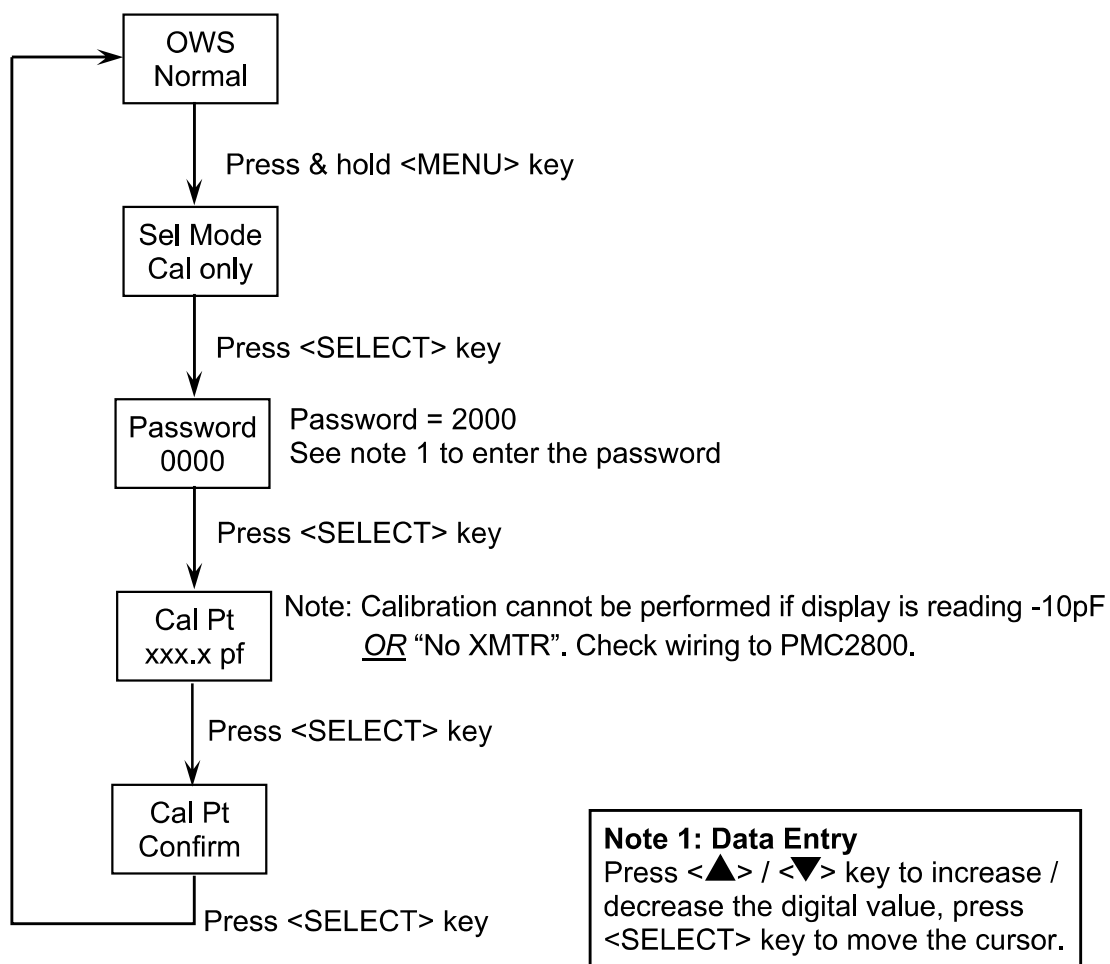 OWS
Normal
Press & hold <MENU> key
Sel Mode
Cal only
Press <SELECT> key
Password
0000
Password = 2000
See note 1 to enter the password
Press <SELECT> key
Cal Pt
xxx.x pf
Note: Calibration cannot be performed if display is reading -10pF
OR “No XMTR”. Check wiring to PMC2800.
Press <SELECT> key
Cal Pt
Confirm
Press <SELECT> key
Note 1: Data Entry
Press <▲> / <▼> key to increase /
decrease the digital value, press
<SELECT> key to move the cursor.